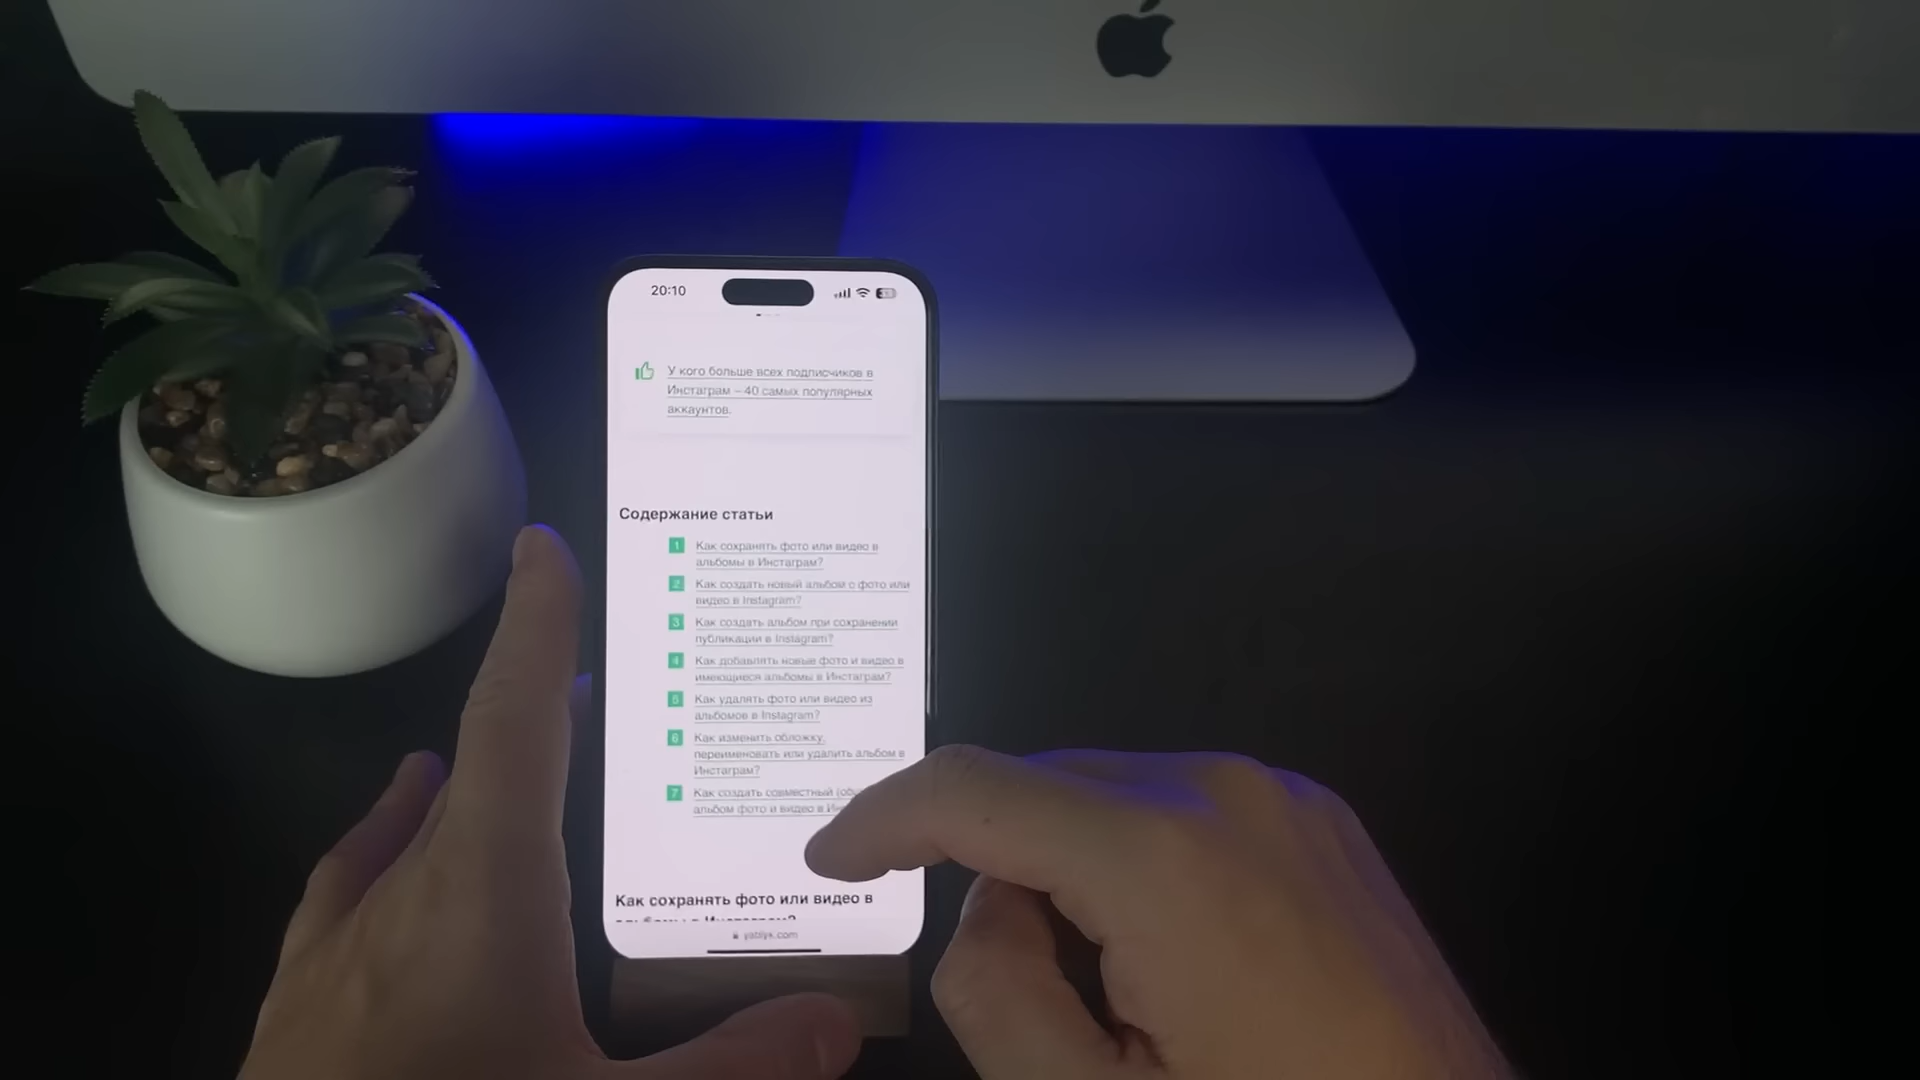 20:10
У кого больше всех подписчиков в
Инстаграм – 40 самых популярных
аккаунтов.
Содержание статьи
1 Как сохранять фото или видео в
альбомы в Инстаграм?
2 Как создать новый альбом с фото или
видео в Instagram?
3 Как создать альбом при сохранении
публикации в Instagram?
4 Как добавлять новые фото и видео в
имеющиеся альбомы в Инстаграм?
5 Как удалять фото или видео из
альбомов в Instagram?
6 Как изменить обложку,
переименовать или удалить альбом в
Инстаграм?
7 Как создать совместный
альбом фото и видео в
Как сохранять фото или видео в
альбомы в Инстаграм?
yablyk.com